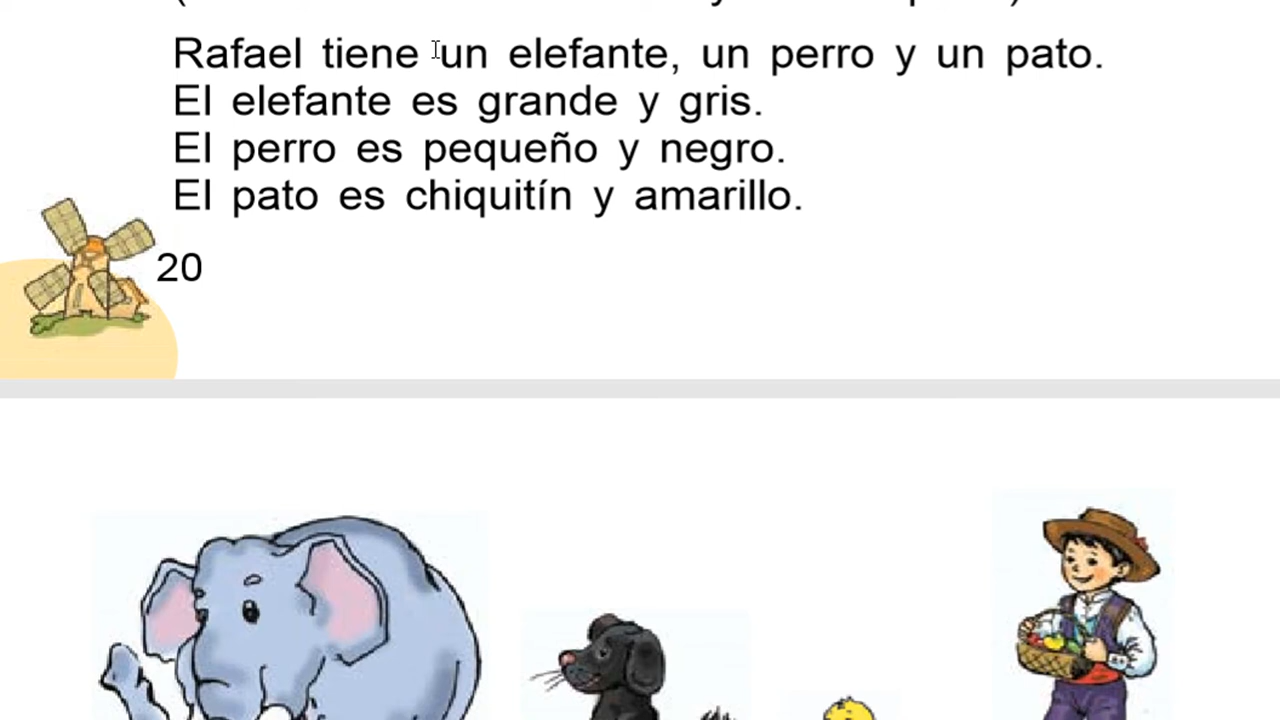 Rafael tiene un elefante, un perro y un pato.
El elefante es grande y gris.
El perro es pequeño y negro.
El pato es chiquitín y amarillo.
20